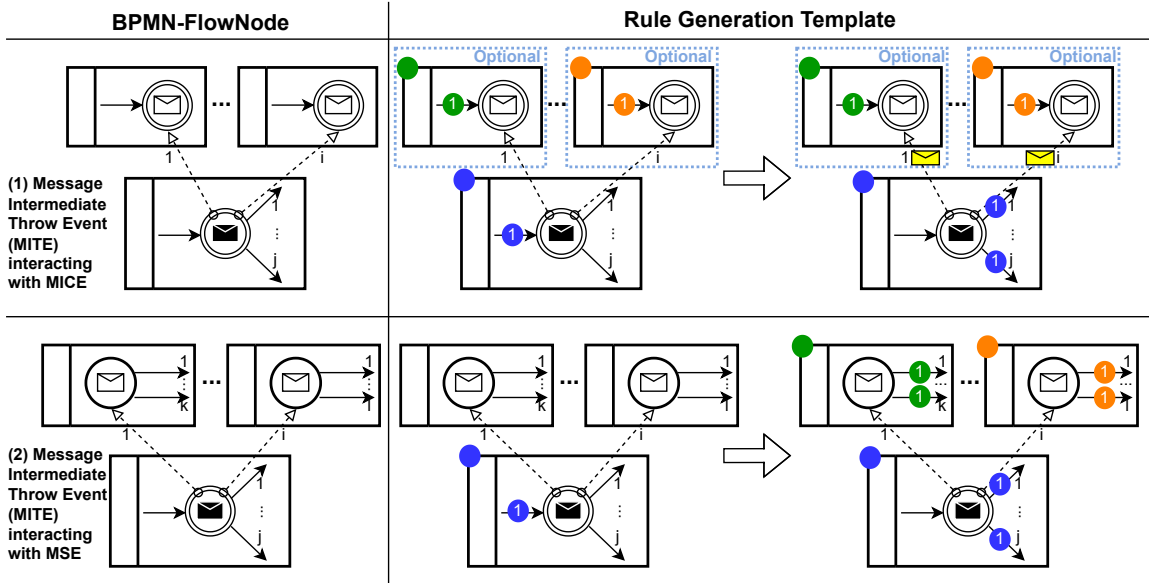 BPMN-FlowNode
Rule Generation Template
Optional
Optional
...
1
i
(1) Message
Intermediate
Throw Event
(MITE)
interacting
with MICE
1
...
j
1
1
...
1
i
1
1
1
...
1
i
1
1
...
1
j
1
k
...
1
l
...
1
i
(2) Message
Intermediate
Throw Event
(MITE)
interacting
with MSE
1
...
j
1
...
k
...
1
...
l
1
i
1
1
...
j
1
1
...
1
k
...
1
1
...
1
l
1
i
1
1
...
1
j